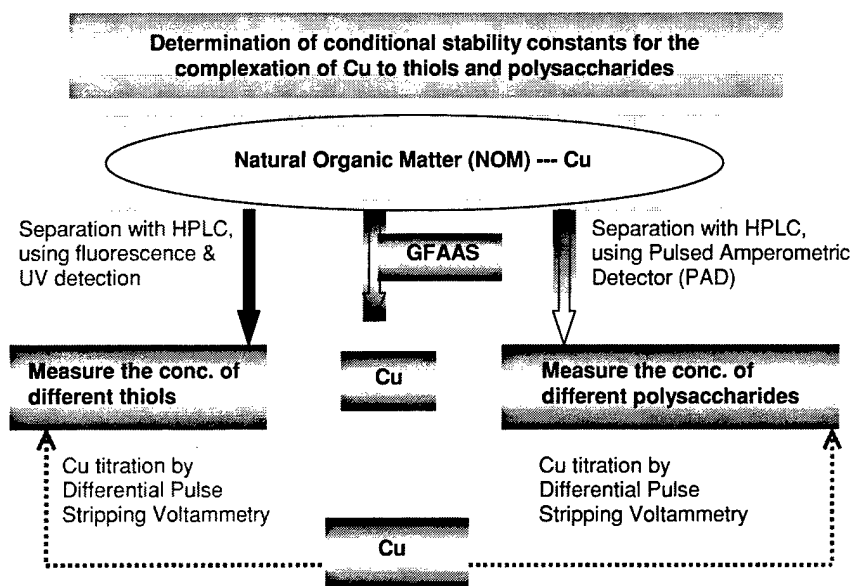 Determination of conditional stability constants for the
complexation of Cu to thiols and polysaccharides
Natural Organic Matter (NOM) --- Cu
Separation with HPLC,
using fluorescence &
UV detection
GFAAS
Separation with HPLC,
using Pulsed Amperometric
Detector (PAD)
Measure the conc. of
different thiols
Cu
Measure the conc. of
different polysaccharides
Cu titration by
Differential Pulse
Stripping Voltammetry
Cu titration by
Differential Pulse
Stripping Voltammetry
Cu